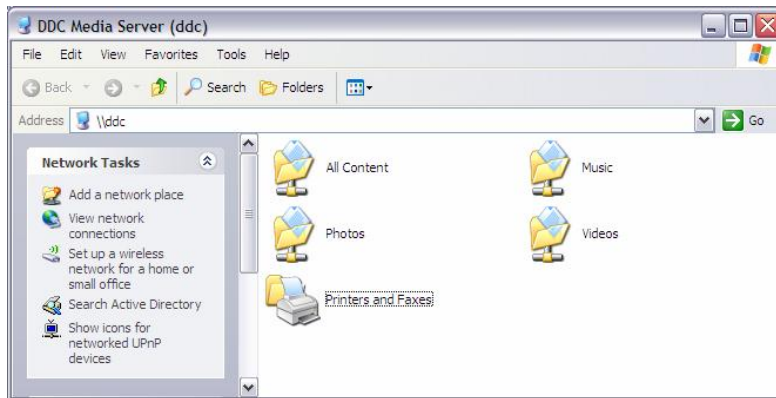 DDC Media Server (ddc)
File Edit View Favorites Tools Help
Back Search Folders
Address \\ddc Go
Network Tasks
Add a network place
View network
connections
Set up a wireless
network for a home or
small office
Search Active Directory
Show icons for
networked UPnP
devices
All Content Music
Photos Videos
Printers and Faxes